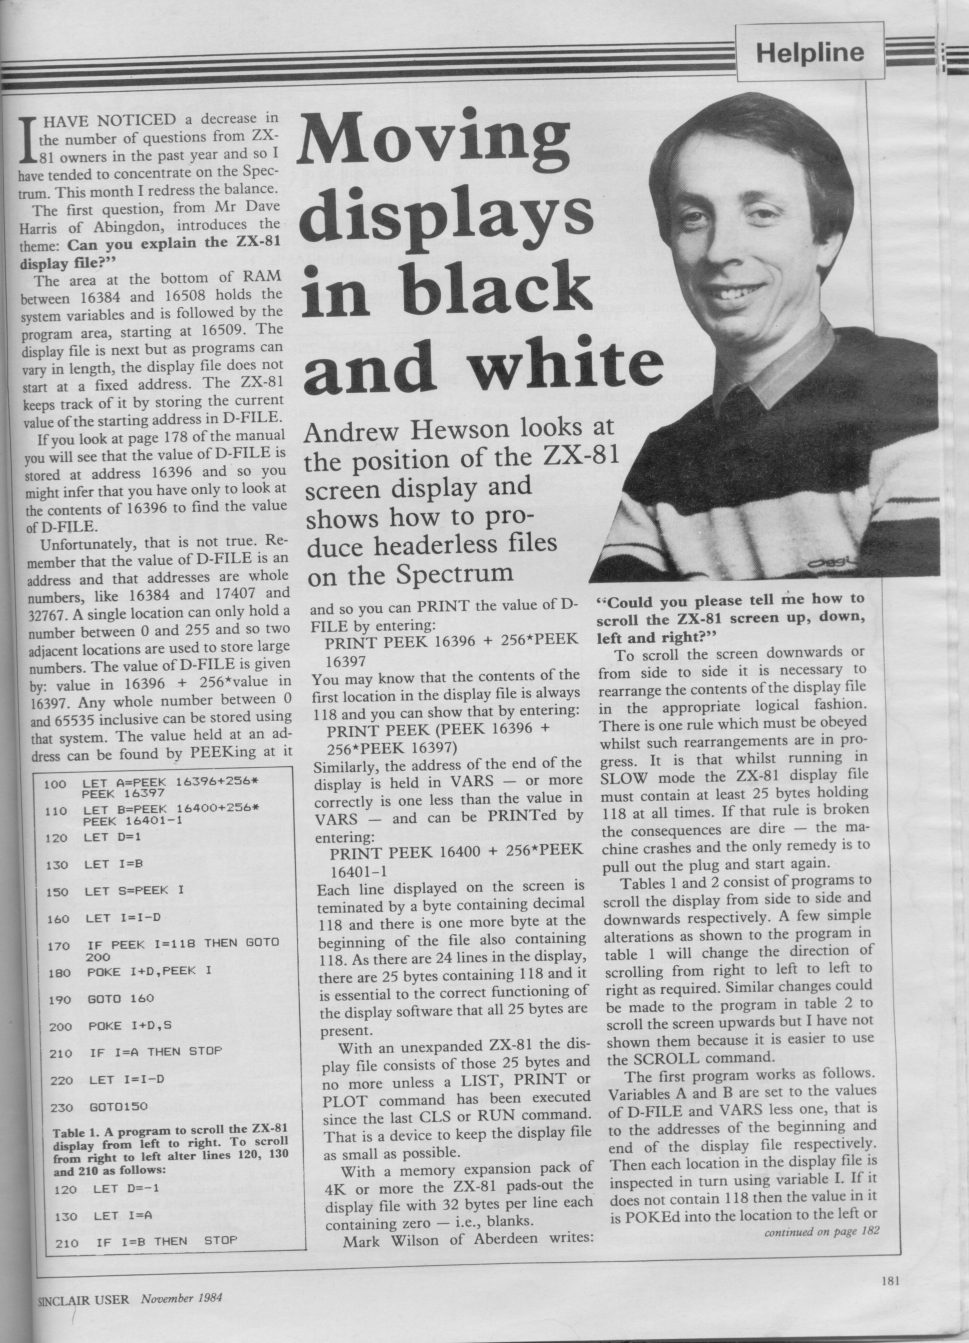 Helpline
Moving
displays
in black
and white
Andrew Hewson looks at
the position of the ZX-81
screen display and
shows how to pro-
duce headerless files
on the Spectrum
I HAVE NOTICED a decrease in
the number of questions from ZX-
81 owners in the past year and so I
have tended to concentrate on the Spec-
trum. This month I redress the balance.
The first question, from Mr Dave
Harris of Abingdon, introduces the
theme: Can you explain the ZX-81
display file?”
The area at the bottom of RAM
between 16384 and 16508 holds the
system variables and is followed by the
program area, starting at 16509. The
display file is next but as programs can
vary in length, the display file does not
start at a fixed address. The ZX-81
keeps track of it by storing the current
value of the starting address in D-FILE.
If you look at page 178 of the manual
you will see that the value of D-FILE is
stored at address 16396 and so you
might infer that you have only to look at
the contents of 16396 to find the value
of D-FILE.
Unfortunately, that is not true. Re-
member that the value of D-FILE is an
address and that addresses are whole
numbers, like 16384 and 17407 and
32767. A single location can only hold a
number between 0 and 255 and so two
adjacent locations are used to store large
numbers. The value of D-FILE is given
by: value in 16396 + 256*value in
16397. Any whole number between 0
and 65535 inclusive can be stored using
that system. The value held at an ad-
dress can be found by PEEKing at it
100 LET A=PEEK 16396+256*
PEEK 16397
110 LET B=PEEK 16400+256*
PEEK 16401-1
120 LET D=1
130 LET I=B
150 LET S=PEEK I
160 LET I=I-D
170 IF PEEK I=118 THEN GOTO
200
180 POKE I+D,PEEK I
190 GOTO 160
200 POKE I+D,S
210 IF I=A THEN STOP
220 LET I=I-D
230 GOTO150
Table 1. A program to scroll the ZX-81
display from left to right. To scroll
from right to left alter lines 120, 130
and 210 as follows:
120 LET D=-1
130 LET I=A
210 IF I=B THEN STOP
and so you can PRINT the value of D-
FILE by entering:
PRINT PEEK 16396 + 256*PEEK
16397
You may know that the contents of the
first location in the display file is always
118 and you can show that by entering:
PRINT PEEK (PEEK 16396 +
256*PEEK 16397)
Similarly, the address of the end of the
display is held in VARS — or more
correctly is one less than the value in
VARS — and can be PRINTed by
entering:
PRINT PEEK 16400 + 256*PEEK
16401-1
Each line displayed on the screen is
teminated by a byte containing decimal
118 and there is one more byte at the
beginning of the file also containing
118. As there are 24 lines in the display,
there are 25 bytes containing 118 and it
is essential to the correct functioning of
the display software that all 25 bytes are
present.
With an unexpanded ZX-81 the dis-
play file consists of those 25 bytes and
no more unless a LIST, PRINT or
PLOT command has been executed
since the last CLS or RUN command.
That is a device to keep the display file
as small as possible.
With a memory expansion pack of
4K or more the ZX-81 pads-out the
display file with 32 bytes per line each
containing zero — i.e., blanks.
Mark Wilson of Aberdeen writes:
“Could you please tell me how to
scroll the ZX-81 screen up, down,
left and right?”
To scroll the screen downwards or
from side to side it is necessary to
rearrange the contents of the display file
in the appropriate logical fashion.
There is one rule which must be obeyed
whilst such rearrangements are in pro-
gress. It is that whilst running in
SLOW mode the ZX-81 display file
must contain at least 25 bytes holding
118 at all times. If that rule is broken
the consequences are dire — the ma-
chine crashes and the only remedy is to
pull out the plug and start again.
Tables 1 and 2 consist of programs to
scroll the display from side to side and
downwards respectively. A few simple
alterations as shown to the program in
table 1 will change the direction of
scrolling from right to left to left to
right as required. Similar changes could
be made to the program in table 2 to
scroll the screen upwards but I have not
shown them because it is easier to use
the SCROLL command.
The first program works as follows.
Variables A and B are set to the values
of D-FILE and VARS less one, that is
to the addresses of the beginning and
end of the display file respectively.
Then each location in the display file is
inspected in turn using variable I. If it
does not contain 118 then the value in it
is POKEd into the location to the left or
continued on page 182
181
SINCLAIR USER November 1984